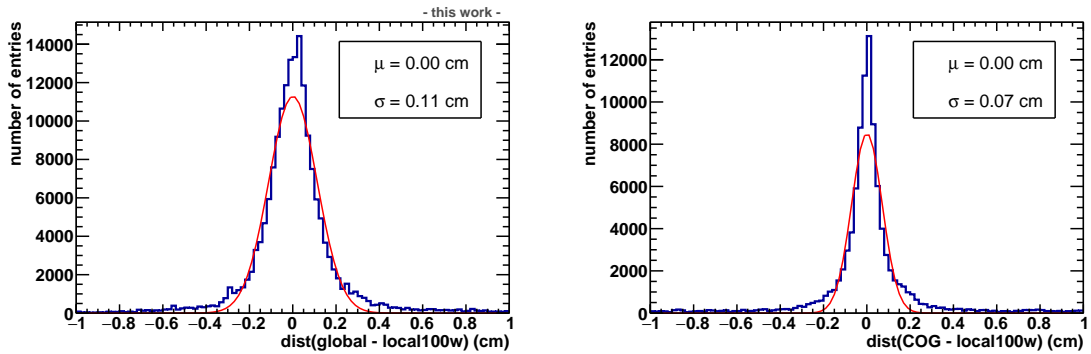 - this work -
number of entries
14000
12000
10000
8000
6000
4000
2000
0
μ = 0.00 cm
σ = 0.11 cm
−1 −0.8 −0.6 −0.4 −0.2 0 0.2 0.4 0.6 0.8 1
dist(global - local100w) (cm)
number of entries
12000
10000
8000
6000
4000
2000
0
μ = 0.00 cm
σ = 0.07 cm
−1 −0.8 −0.6 −0.4 −0.2 0 0.2 0.4 0.6 0.8 1
dist(COG - local100w) (cm)